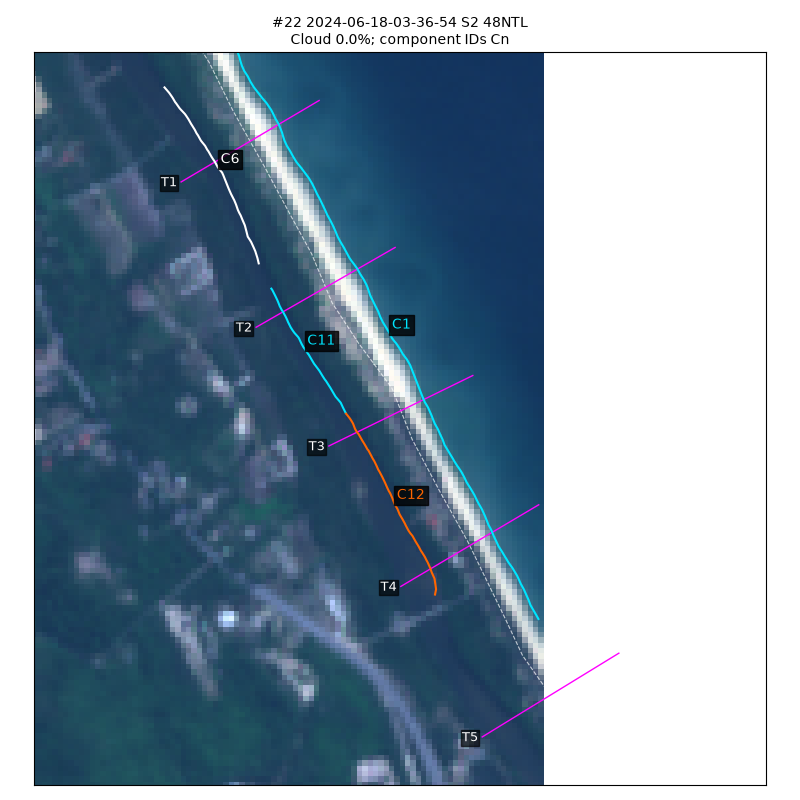 #22 2024-06-18-03-36-54 S2 48NTL
Cloud 0.0%; component IDs Cn
C6
T1
T2
C1
C11
T3
C12
T4
T5